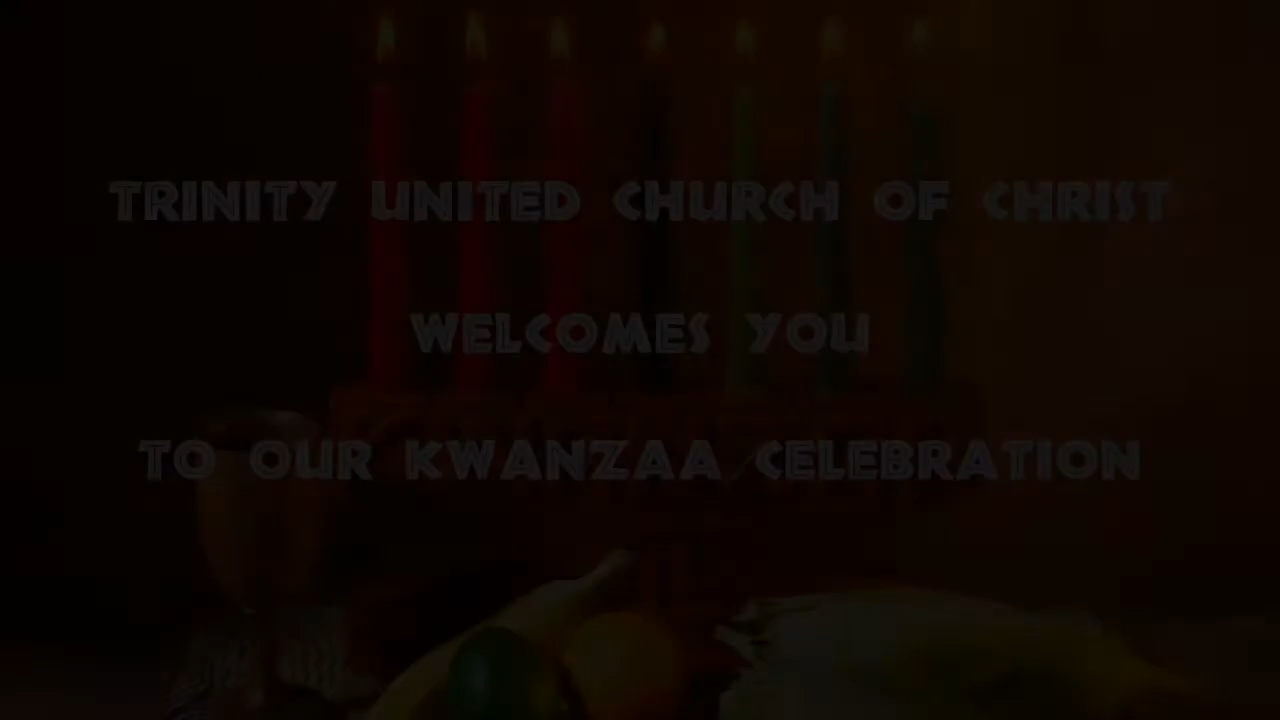 TRINITY UNITED CHURCH OF CHRIST
WELCOMES YOU
TO OUR KWANZAA CELEBRATION